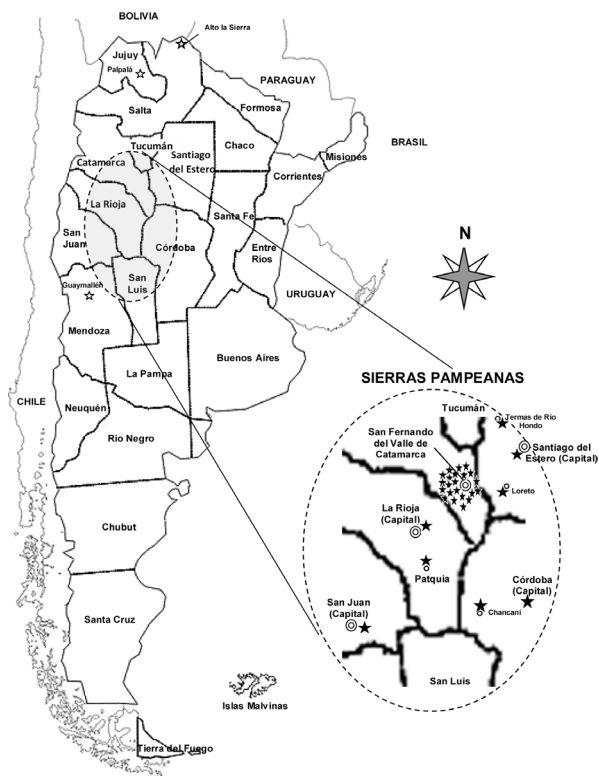 BOLIVIA
Alto la Sierra
Jujuy
Palpalá
PARAGUAY
Salta
Formosa
Tucumán
Chaco
BRASIL
Catamarca
Santiago
del Estero
Misiones
Corrientes
La Rioja
Santa Fe
San
Juan
Córdoba
Entre
Rios
N
San
Luis
Guaymallén
URUGUAY
Mendoza
Buenos Aires
La Pampa
SIERRAS PAMPEANAS
CHILE
Neuquén
Río Negro
Tucumán
Termas de Río
Hondo
San Fernando
del Valle de
Catamarca
Santiago del
Estero (Capital)
Loreto
La Rioja
(Capital)
Chubut
Patquia
Córdoba
(Capital)
San Juan
(Capital)
Chancaní
Santa Cruz
San Luis
Islas Malvinas
Tierra del Fuego